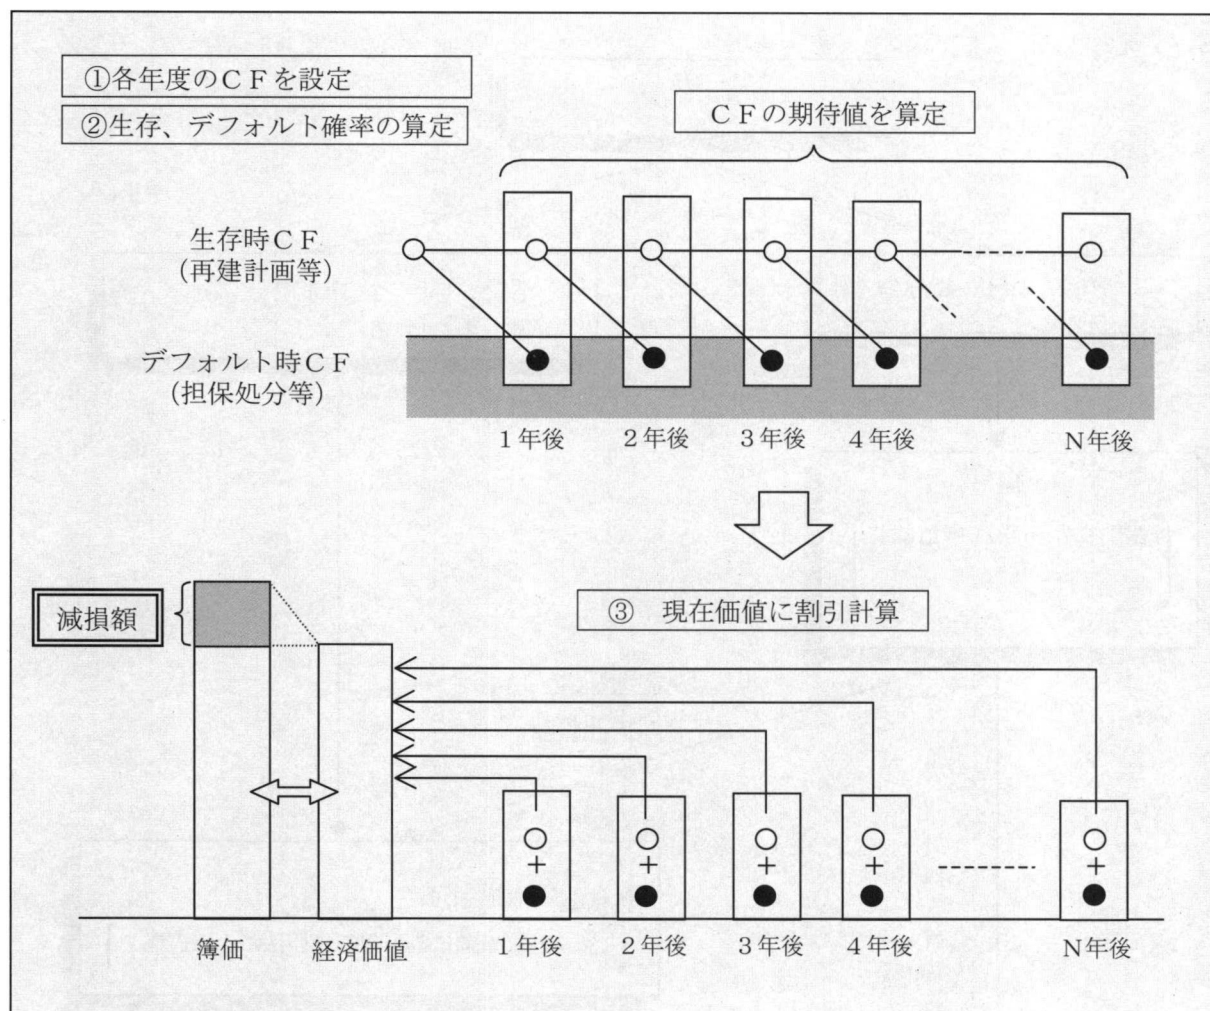 ①各年度のＣＦを設定
②生存、デフォルト確率の算定
ＣＦの期待値を算定
生存時ＣＦ
(再建計画等)
デフォルト時ＣＦ
(担保処分等)
１年後
２年後
３年後
４年後
Ｎ年後
減損額
③　現在価値に割引計算
＋
＋
＋
＋
＋
簿価
経済価値
１年後
２年後
３年後
４年後
Ｎ年後